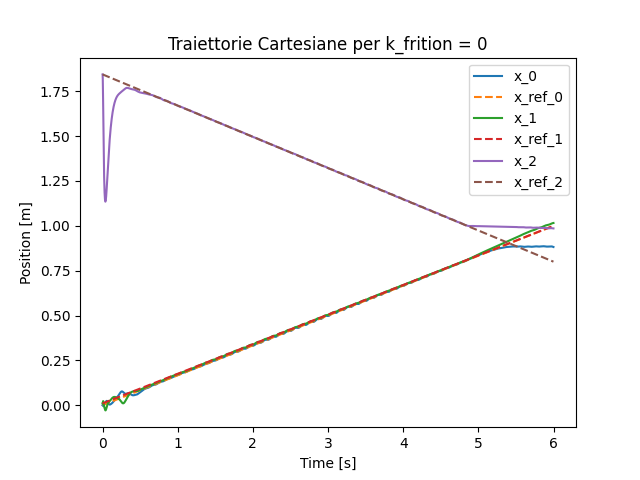 Traiettorie Cartesiane per k_frition = 0
x_0
x_ref_0
x_1
x_ref_1
x_2
x_ref_2
Position [m]
1.75
1.50
1.25
1.00
0.75
0.50
0.25
0.00
0 1 2 3 4 5 6
Time [s]